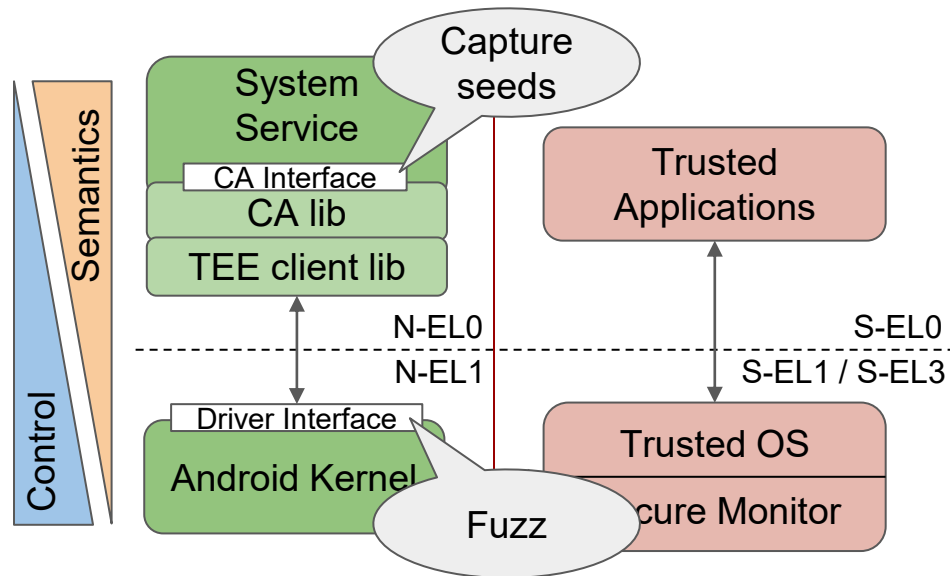 Capture
seeds
System
Service
CA Interface
CA lib
TEE client lib
Trusted
Applications
Semantics
Control
N-EL0
S-EL0
N-EL1
S-EL1 / S-EL3
Driver Interface
Android Kernel
Trusted OS
cure Monitor
Fuzz